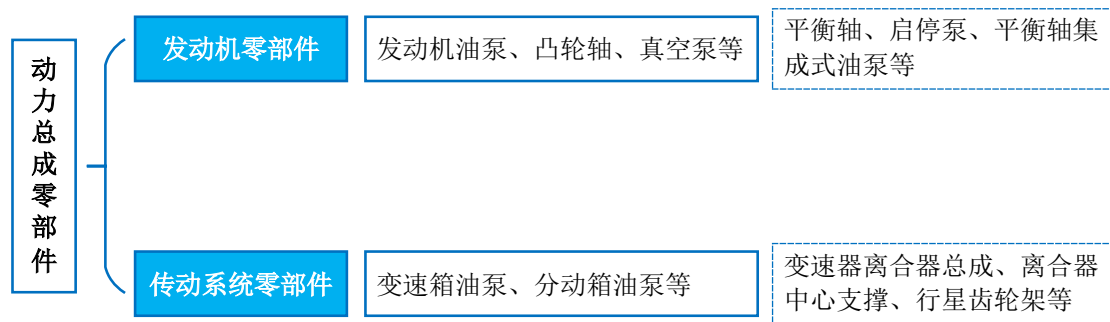 动力总成零部件
发动机零部件
发动机油泵、凸轮轴、真空泵等
平衡轴、启停泵、平衡轴集
成式油泵等
传动系统零部件
变速箱油泵、分动箱油泵等
变速器离合器总成、离合器
中心支撑、行星齿轮架等